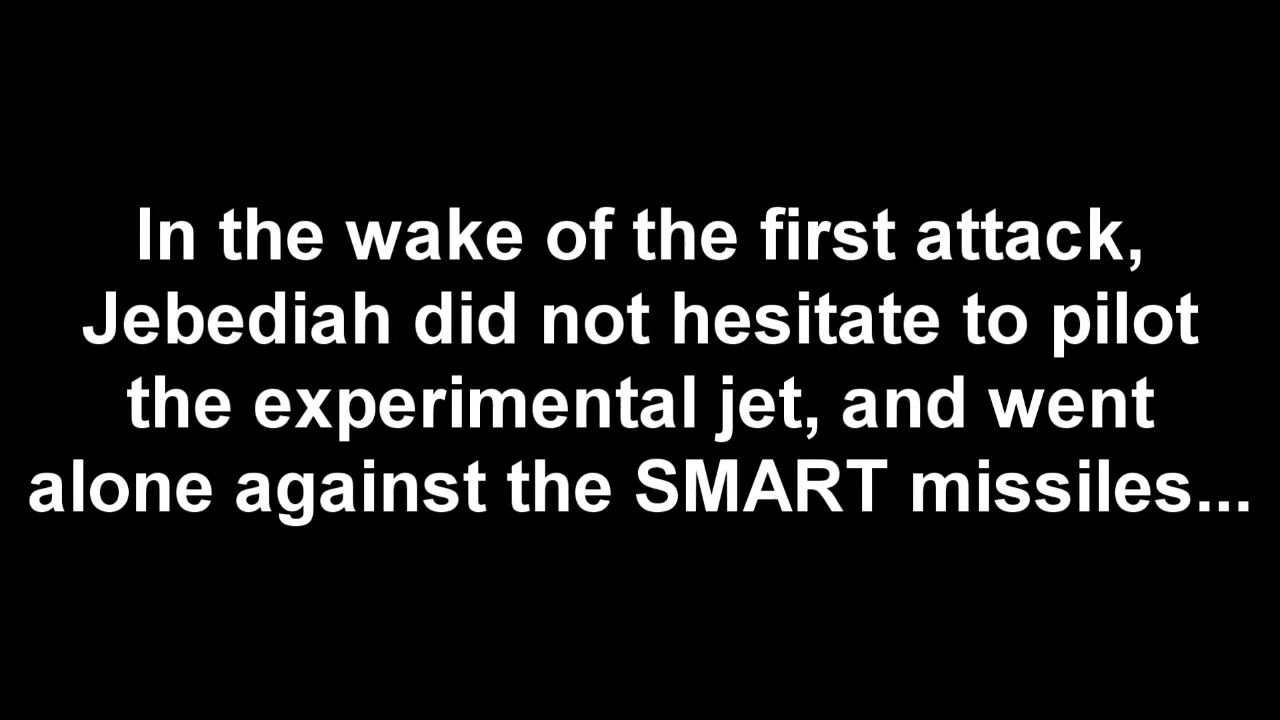 In the wake of the first attack,
Jebediah did not hesitate to pilot
the experimental jet, and went
alone against the SMART missiles...